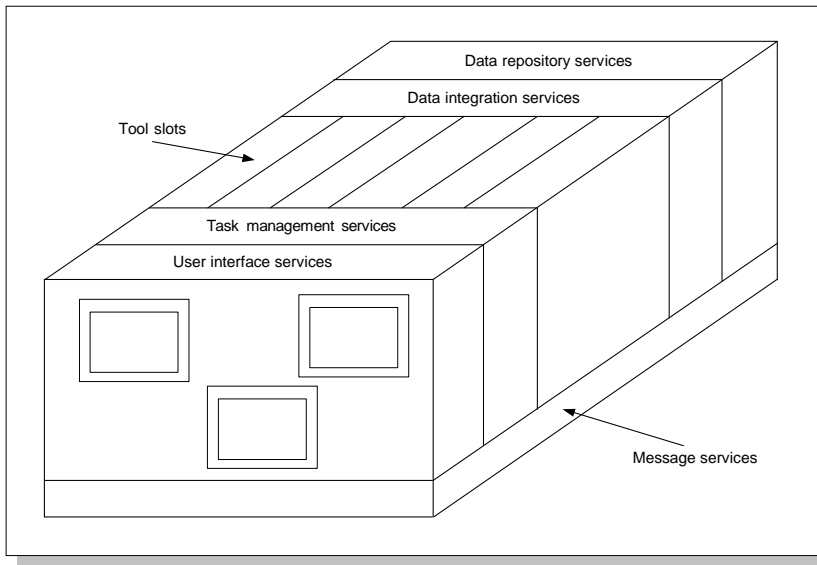 Data repository services
Data integration services
Tool slots
Task management services
User interface services
Message services